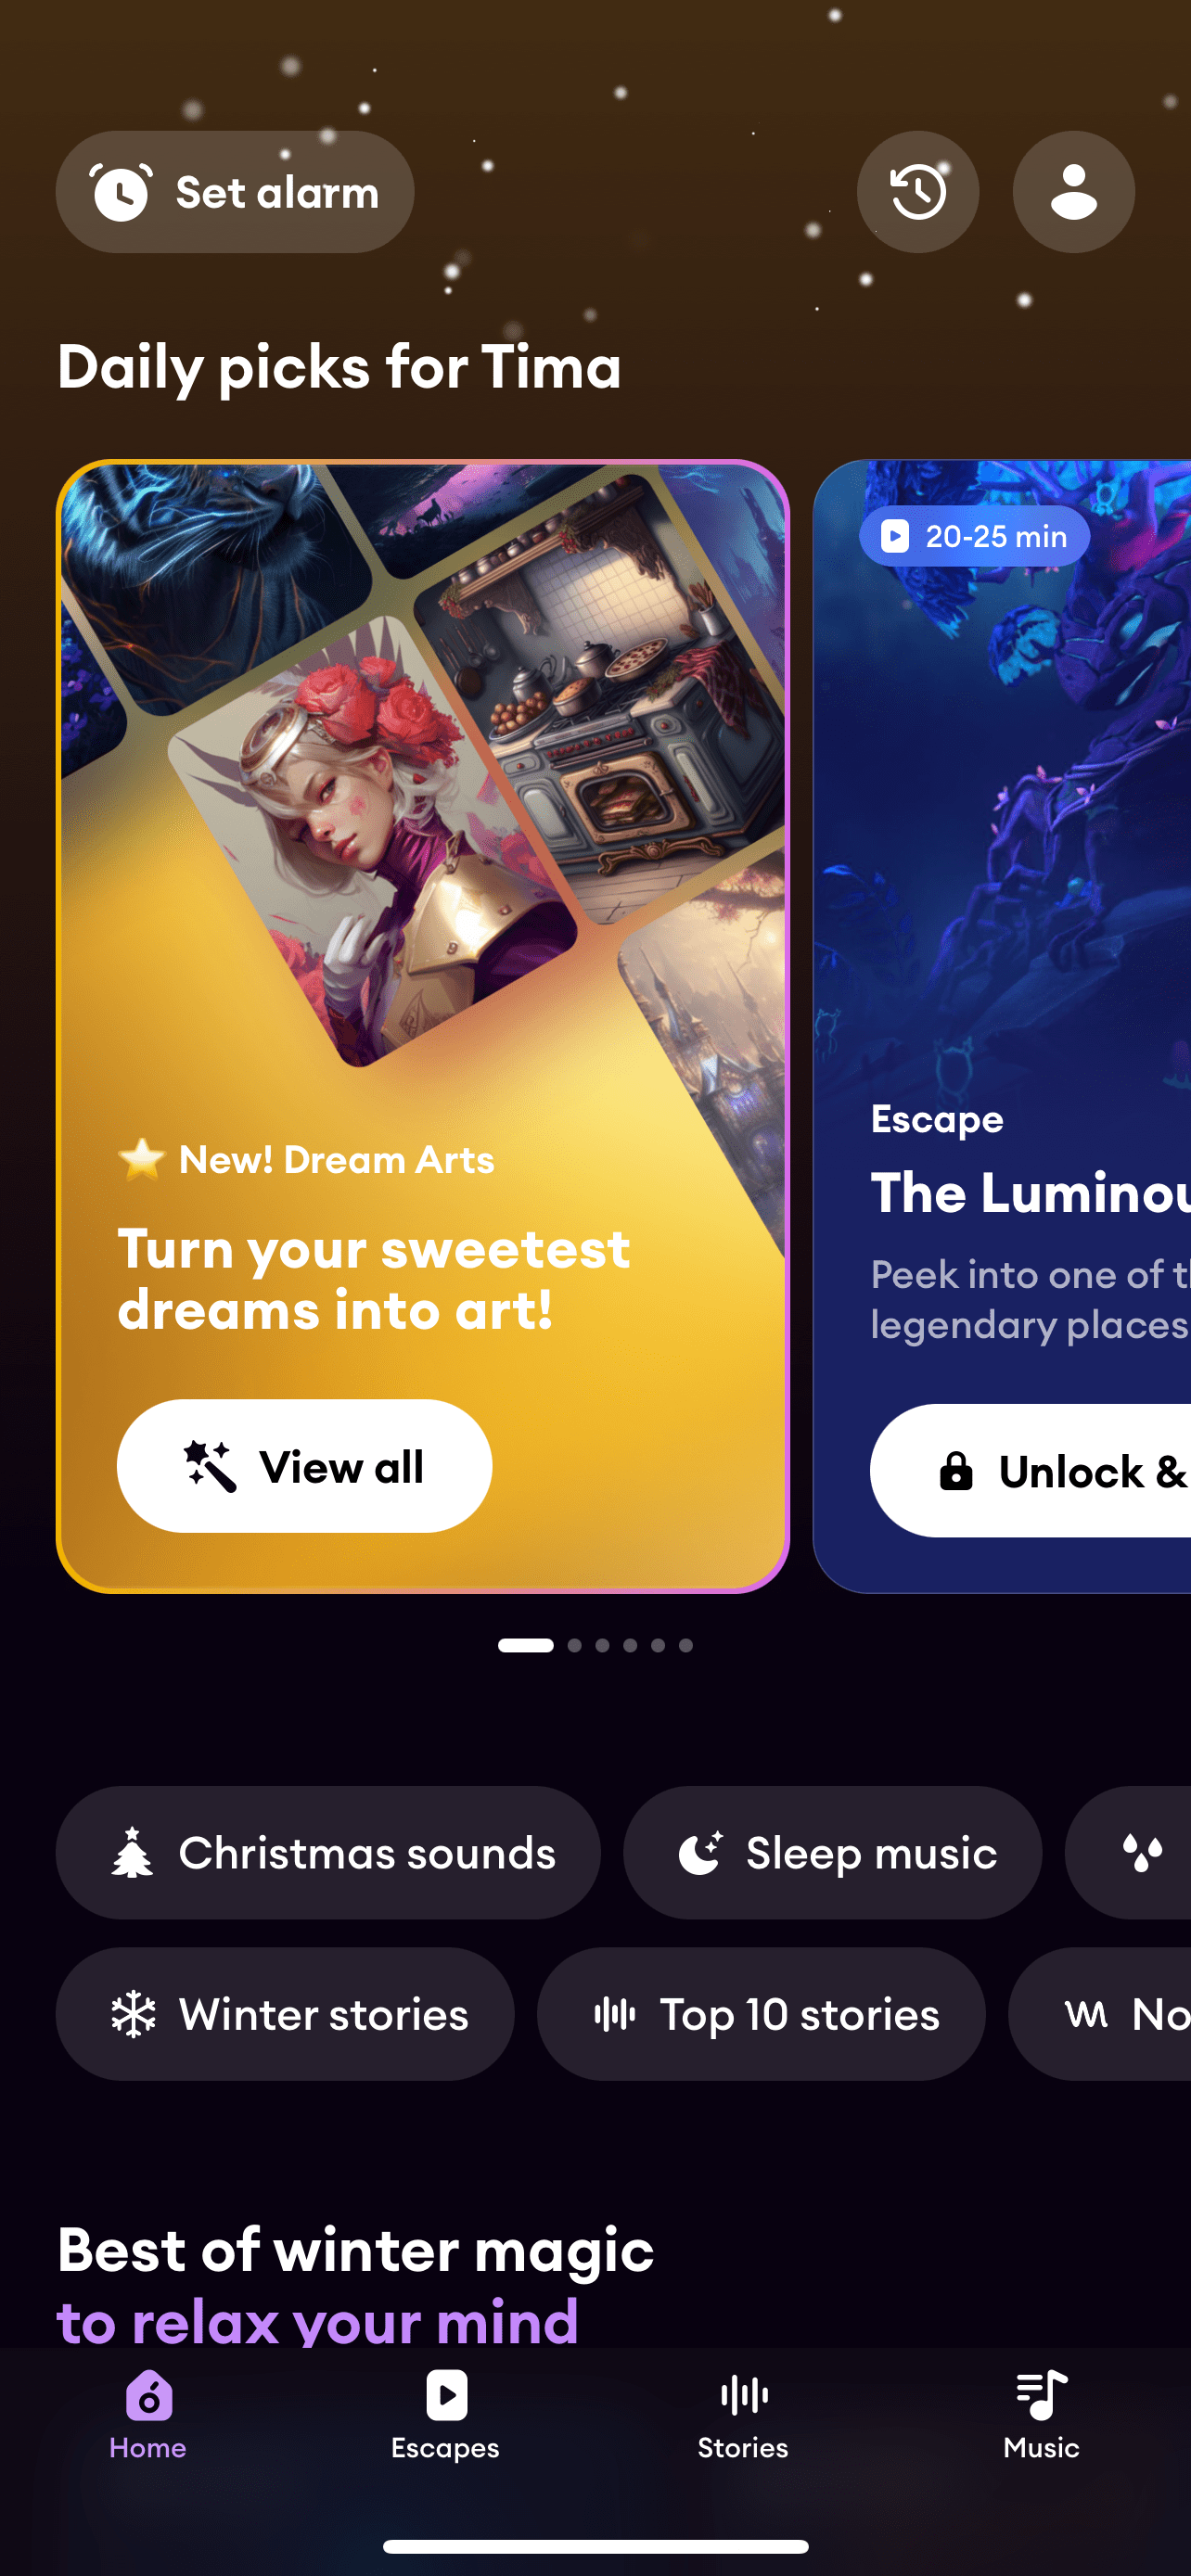 Set alarm
Daily picks for Tima
⭐ New! Dream Arts
Turn your sweetest
dreams into art!
View all
20-25 min
Escape
The Luminou
Peek into one of th
legendary places
Unlock &
Christmas sounds
Sleep music
Winter stories
Top 10 stories
No
Best of winter magic
to relax your mind
Home
Escapes
Stories
Music